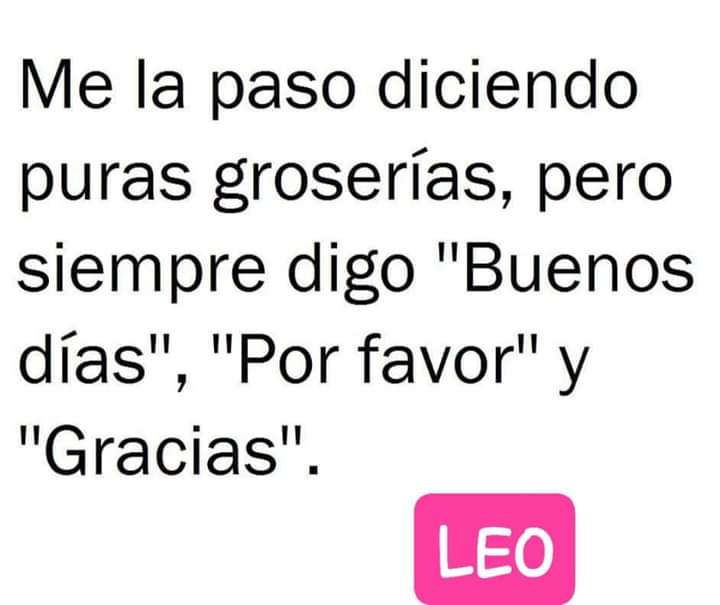 Me la paso diciendo
puras groserías, pero
siempre digo "Buenos
días", "Por favor" y
"Gracias".
LEO